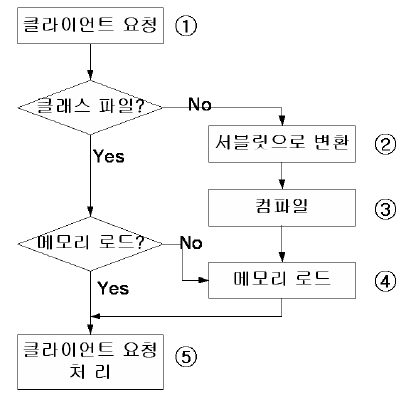 클라이언트 요청 ①
클래스 파일? No
서블릿으로 변환 ②
Yes
컴파일 ③
메모리 로드? No
메모리 로드 ④
Yes
클라이언트 요청
처 리 ⑤